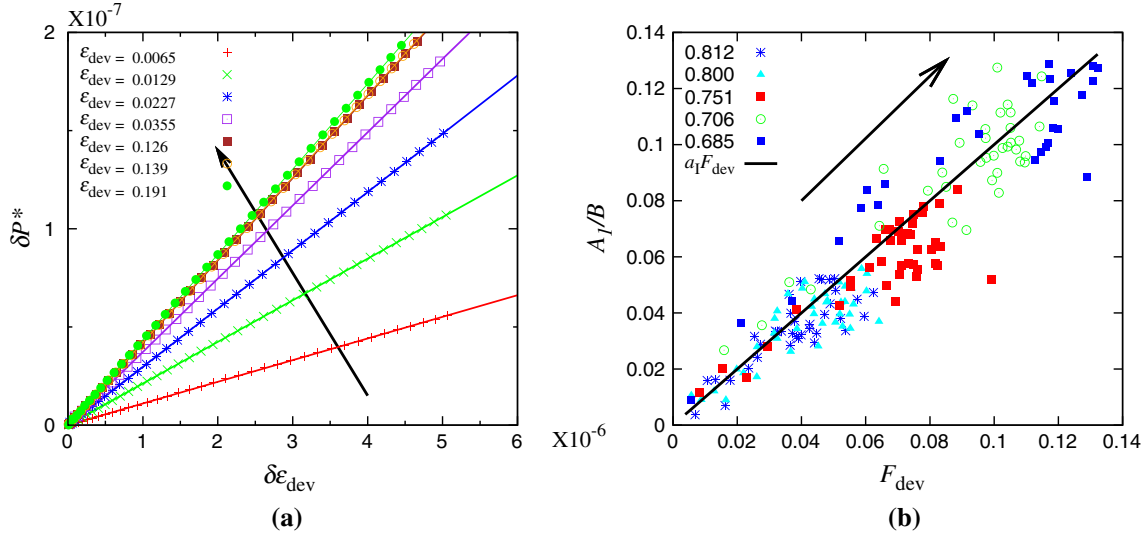 X10⁻⁷
2
1
0
0 1 2 3 4 5 6
X10⁻⁶
δP*
δε_dev
ε_dev = 0.0065
ε_dev = 0.0129
ε_dev = 0.0227
ε_dev = 0.0355
ε_dev = 0.126
ε_dev = 0.139
ε_dev = 0.191
(a)
0.14
0.12
0.1
0.08
0.06
0.04
0.02
0
0 0.02 0.04 0.06 0.08 0.1 0.12 0.14
A_I/B
F_dev
0.812
0.800
0.751
0.706
0.685
a_I F_dev
(b)